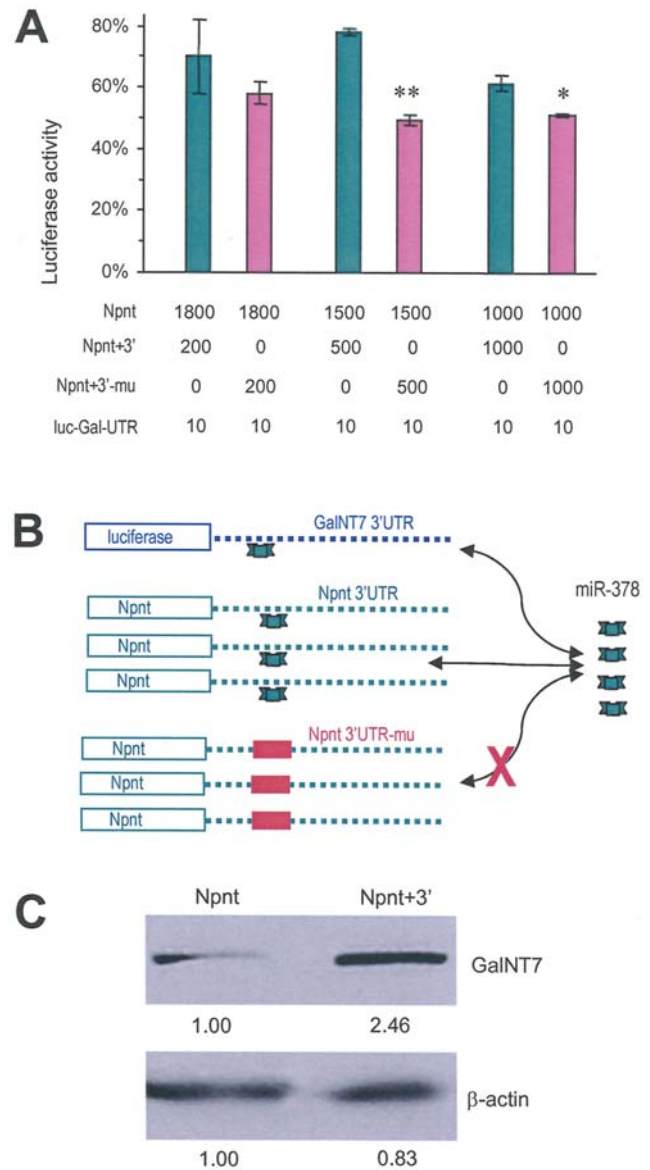 A
80%
60%
40%
20%
0%
Luciferase activity
** *
Npnt 1800 1800 1500 1500 1000 1000
Npnt+3' 200 0 500 0 1000 0
Npnt+3'-mu 0 200 0 500 0 1000
luc-Gal-UTR 10 10 10 10 10 10
B
luciferase GalNT7 3'UTR
miR-378
Npnt Npnt 3'UTR
Npnt
Npnt
Npnt Npnt 3'UTR-mu
X
Npnt
Npnt
C
Npnt Npnt+3'
GalNT7
1.00 2.46
β-actin
1.00 0.83